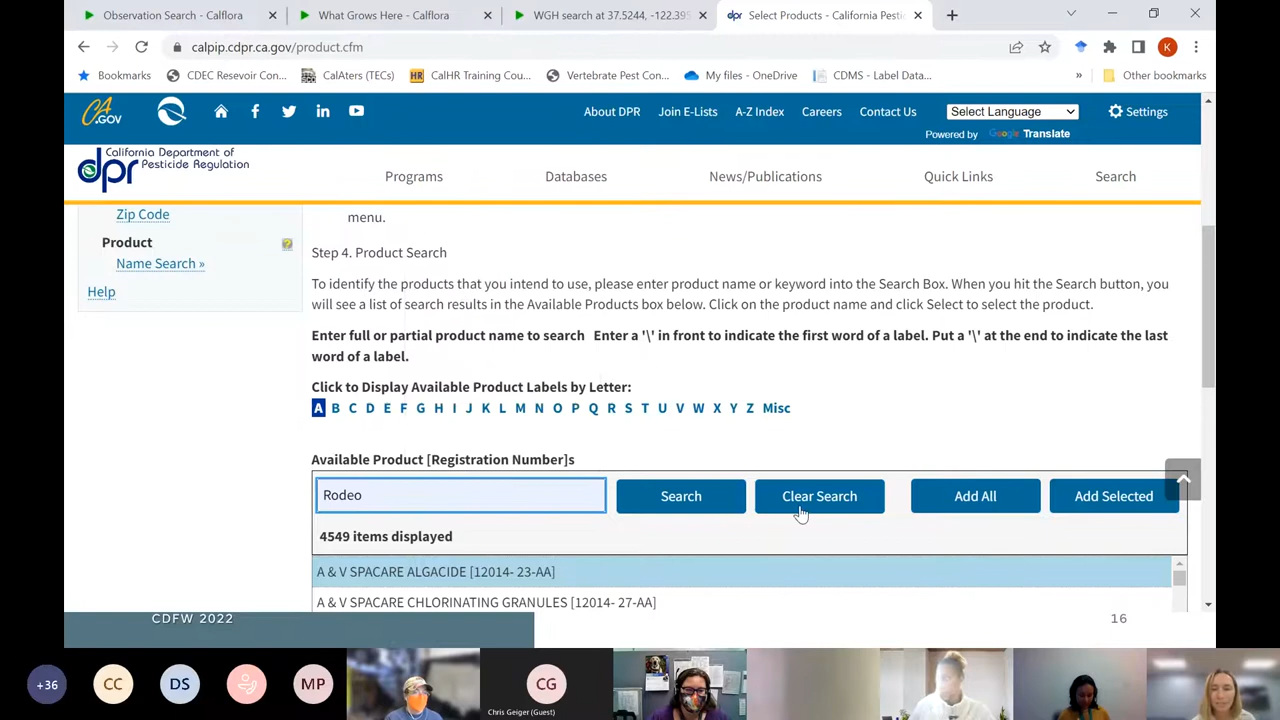 Observation Search - Calflora
What Grows Here - Calflora
WGH search at 37.5244, -122.395
dpr Select Products - California Pesti
calpip.cdpr.ca.gov/product.cfm
K
Bookmarks
CDEC Resevoir Con...
CalATERS (TECs)
HR CalHR Training Cou...
Vertebrate Pest Con...
My files - OneDrive
CDMS - Label Data...
»
Other bookmarks
CA.GOV
About DPR
Join E-Lists
A-Z Index
Careers
Contact Us
Select Language
Settings
Powered by Google Translate
California Department of
dpr Pesticide Regulation
Programs
Databases
News/Publications
Quick Links
Search
Zip Code
Product
?
Name Search »
Help
menu.
Step 4. Product Search
To identify the products that you intend to use, please enter product name or keyword into the Search Box. When you hit the Search button, you
will see a list of search results in the Available Products box below. Click on the product name and click Select to select the product.
Enter full or partial product name to search Enter a '\' in front to indicate the first word of a label. Put a '\' at the end to indicate the last
word of a label.
Click to Display Available Product Labels by Letter:
A B C D E F G H I J K L M N O P Q R S T U V W X Y Z Misc
Available Product [Registration Number]s
Rodeo
Search
Clear Search
Add All
Add Selected
4549 items displayed
A & V SPACARE ALGACIDE [12014- 23-AA]
A & V SPACARE CHLORINATING GRANULES [12014- 27-AA]
CDFW 2022
16
+36
CC
DS
MP
CG
Chris Geiger (Guest)